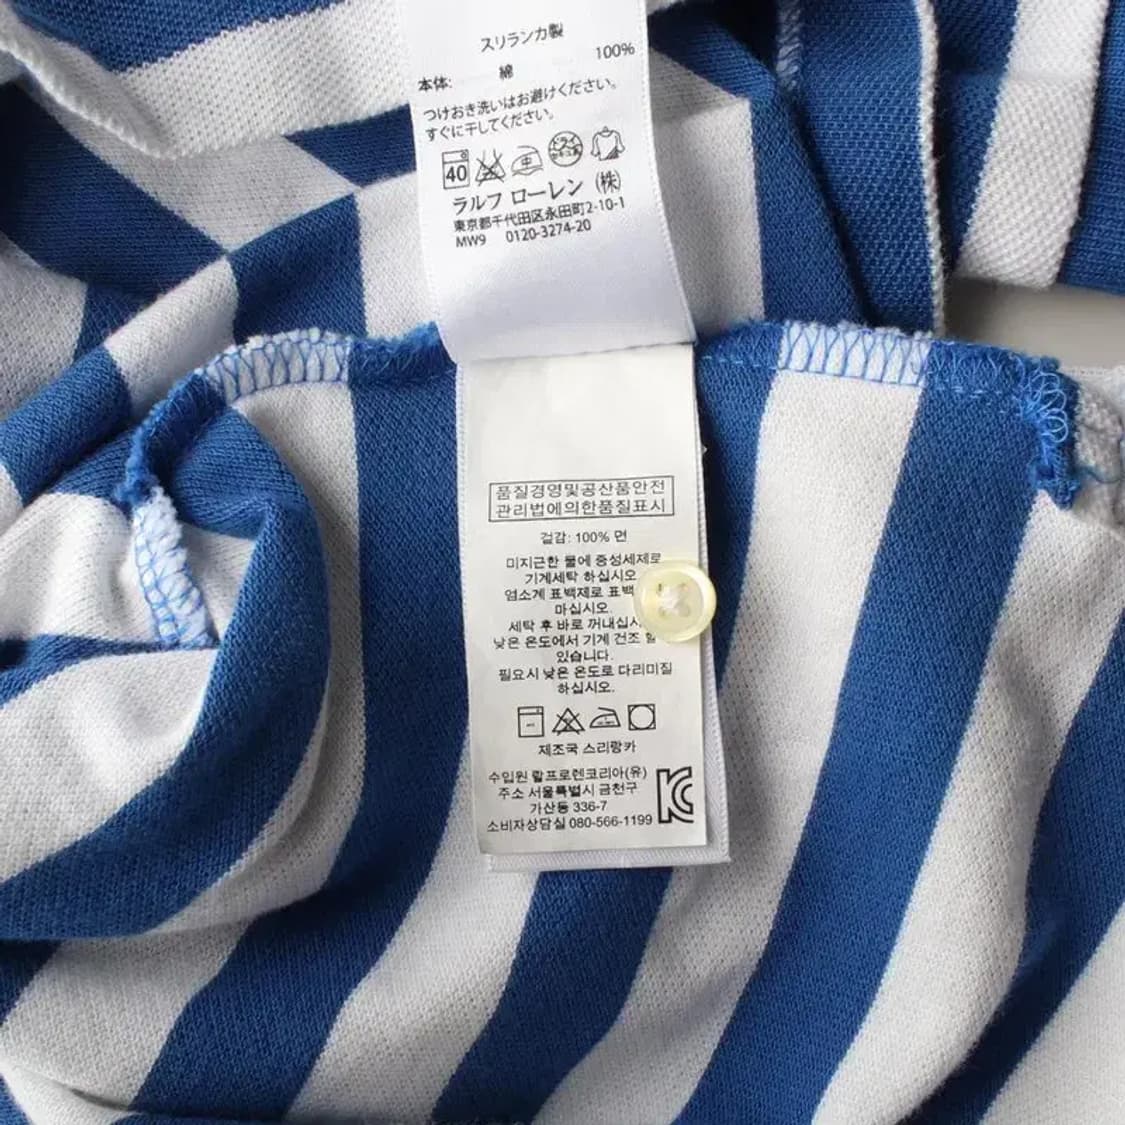 スリランカ製
本体: 綿 100%
つけおき洗いはお避けください。
すぐに干してください。
40 中 ドライ セキユ系
ラルフ ローレン (株)
東京都千代田区永田町2-10-1
MW9 0120-3274-20
품질경영및공산품안전
관리법에의한품질표시
겉감: 100% 면
미지근한 물에 중성세제로
기계세탁 하십시오
염소계 표백제로 표백
마십시오.
세탁 후 바로 꺼내십시
낮은 온도에서 기계 건조 할
있습니다.
필요시 낮은 온도로 다리미질
하십시오.
제조국 스리랑카
수입원 랄프로렌코리아(유)
주소 서울특별시 금천구
가산동 336-7
소비자상담실 080-566-1199